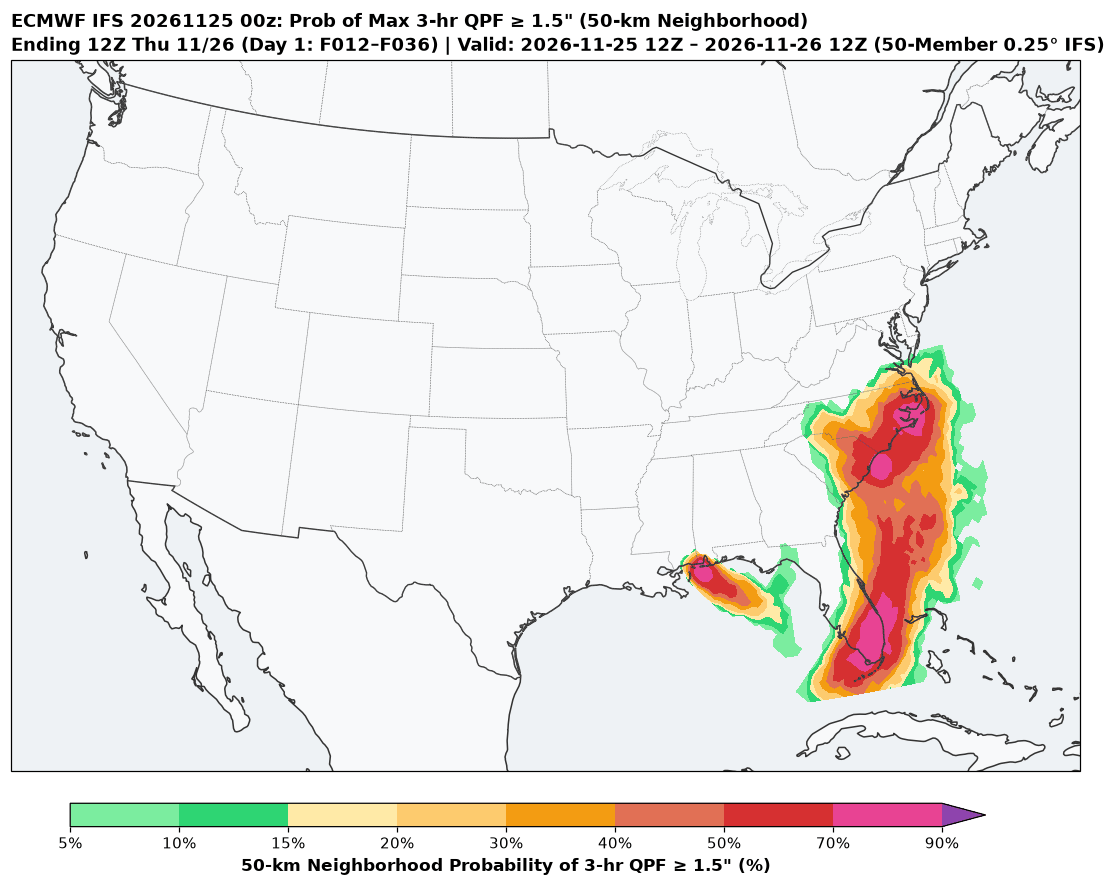 ECMWF IFS 20261125 00z: Prob of Max 3-hr QPF ≥ 1.5" (50-km Neighborhood)
Ending 12Z Thu 11/26 (Day 1: F012–F036) | Valid: 2026-11-25 12Z – 2026-11-26 12Z (50-Member 0.25° IFS)
5% 10% 15% 20% 30% 40% 50% 70% 90%
50-km Neighborhood Probability of 3-hr QPF ≥ 1.5" (%)